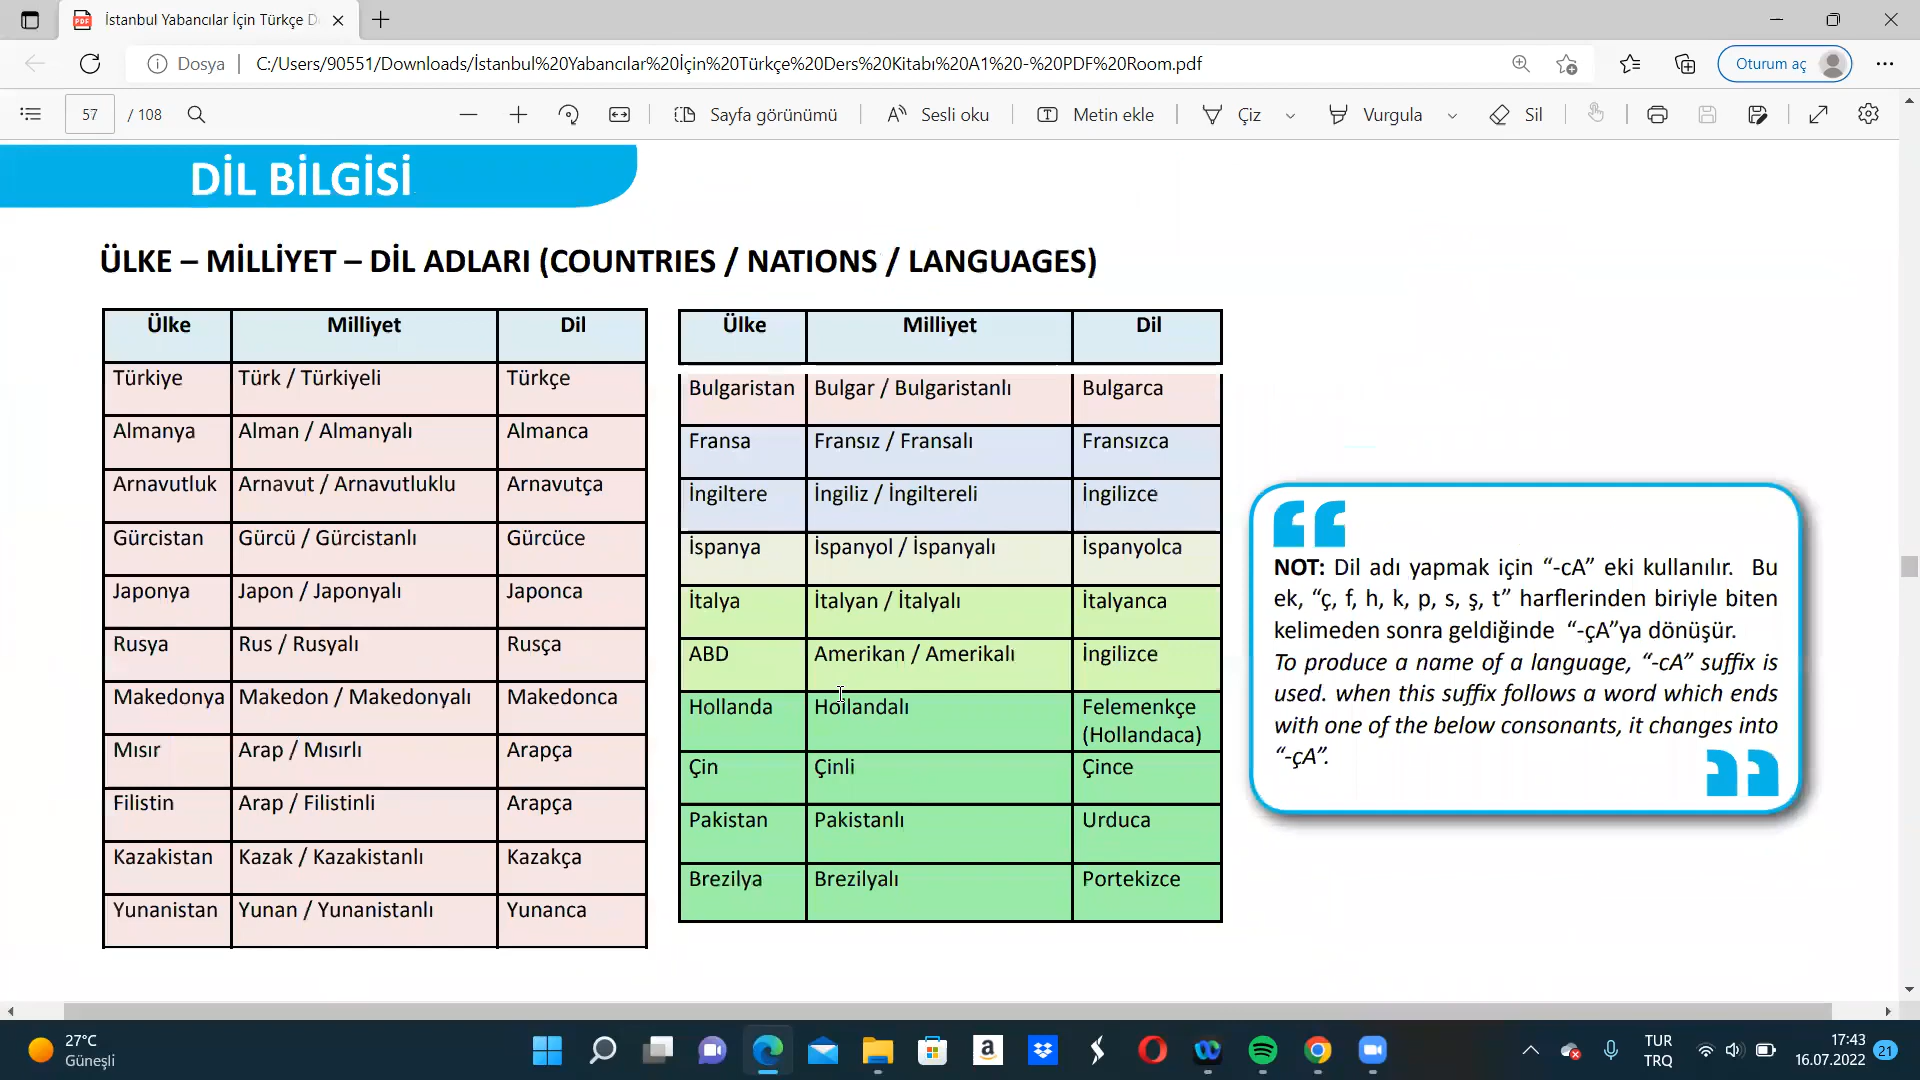 İstanbul Yabancılar İçin Türkçe D
Dosya
C:/Users/90551/Downloads/İstanbul%20Yabancılar%20İçin%20Türkçe%20Ders%20Kitabı%20A1%20-%20PDF%20Room.pdf
Oturum aç
57 / 108
Sayfa görünümü
Sesli oku
Metin ekle
Çiz
Vurgula
Sil
DİL BİLGİSİ
ÜLKE – MİLLİYET – DİL ADLARI (COUNTRIES / NATIONS / LANGUAGES)
Ülke Milliyet Dil
Türkiye Türk / Türkiyeli Türkçe
Almanya Alman / Almanyalı Almanca
Arnavutluk Arnavut / Arnavutluklu Arnavutça
Gürcistan Gürcü / Gürcistanlı Gürcüce
Japonya Japon / Japonyalı Japonca
Rusya Rus / Rusyalı Rusça
Makedonya Makedon / Makedonyalı Makedonca
Mısır Arap / Mısırlı Arapça
Filistin Arap / Filistinli Arapça
Kazakistan Kazak / Kazakistanlı Kazakça
Yunanistan Yunan / Yunanistanlı Yunanca
Ülke Milliyet Dil
Bulgaristan Bulgar / Bulgaristanlı Bulgarca
Fransa Fransız / Fransalı Fransızca
İngiltere İngiliz / İngiltereli İngilizce
İspanya İspanyol / İspanyalı İspanyolca
İtalya İtalyan / İtalyalı İtalyanca
ABD Amerikan / Amerikalı İngilizce
Hollanda Hollandalı Felemenkçe
(Hollandaca)
Çin Çinli Çince
Pakistan Pakistanlı Urduca
Brezilya Brezilyalı Portekizce
NOT: Dil adı yapmak için “-cA” eki kullanılır. Bu
ek, “ç, f, h, k, p, s, ş, t” harflerinden biriyle biten
kelimeden sonra geldiğinde “-çA”ya dönüşür.
To produce a name of a language, “-cA” suffix is
used. when this suffix follows a word which ends
with one of the below consonants, it changes into
“-çA”.
27°C
Güneşli
TUR
TRQ
17:43
16.07.2022
21